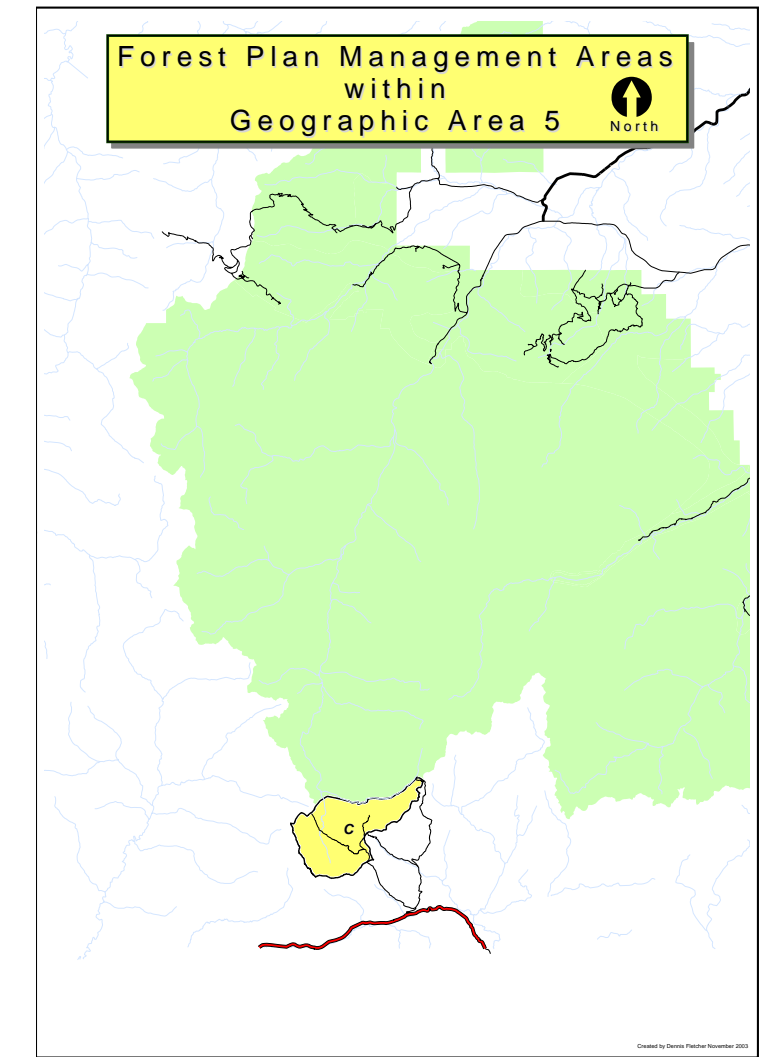 Forest Plan Management Areas
within
Geographic Area 5
North
C
Created by Dennis Fletcher November 2003